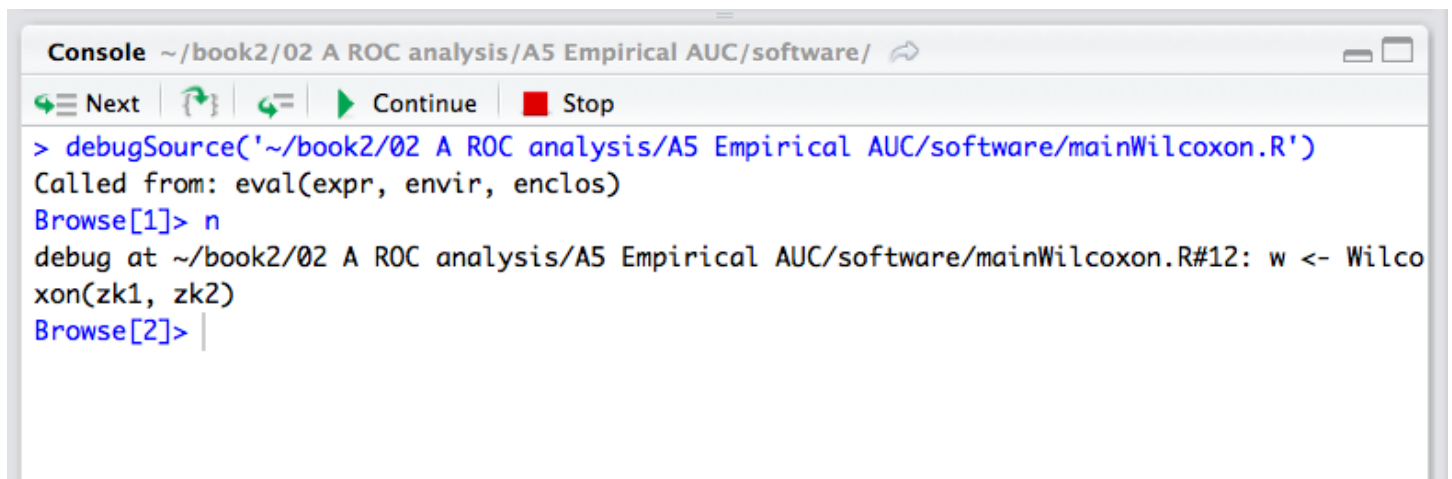 Console ~/book2/02 A ROC analysis/A5 Empirical AUC/software/
Next Continue Stop
> debugSource('~/book2/02 A ROC analysis/A5 Empirical AUC/software/mainWilcoxon.R')
Called from: eval(expr, envir, enclos)
Browse[1]> n
debug at ~/book2/02 A ROC analysis/A5 Empirical AUC/software/mainWilcoxon.R#12: w <- Wilco
xon(zk1, zk2)
Browse[2]>